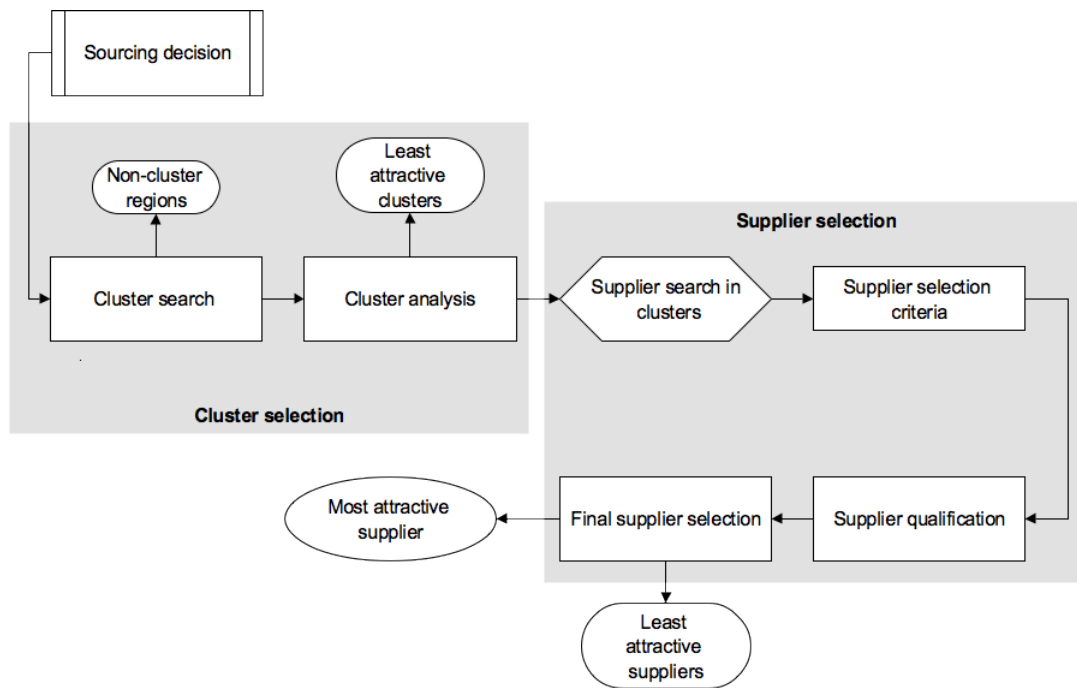 Sourcing decision
Non-cluster
regions
Least
attractive
clusters
Cluster search
Cluster analysis
Cluster selection
Supplier selection
Supplier search in
clusters
Supplier selection
criteria
Supplier qualification
Final supplier selection
Most attractive
supplier
Least
attractive
suppliers